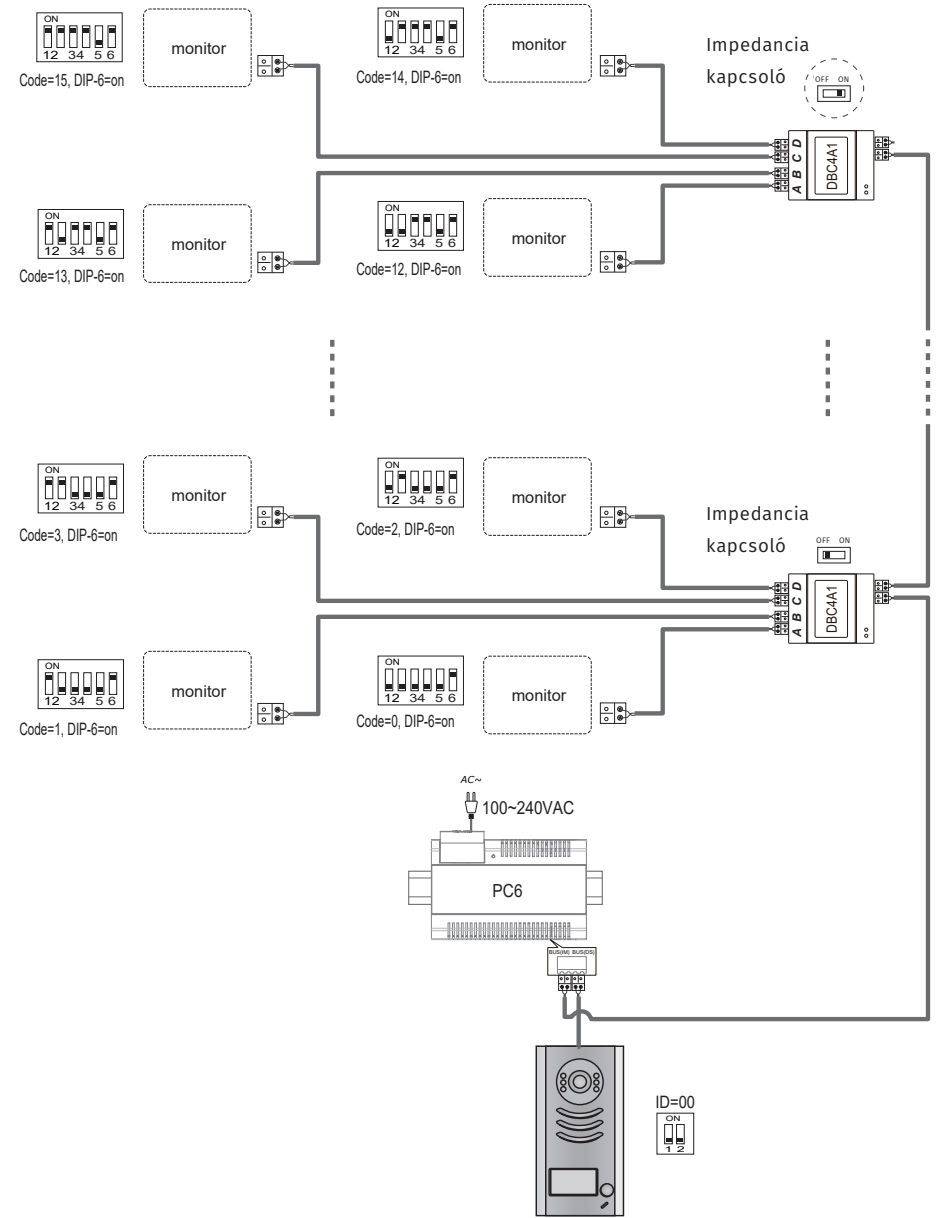 ON
12 34 5 6
Code=15, DIP-6=on
monitor
ON
12 34 5 6
Code=14, DIP-6=on
monitor
Impedancia
kapcsoló
OFF ON
A B C D
DBC4A1
ON
12 34 5 6
Code=13, DIP-6=on
monitor
ON
12 34 5 6
Code=12, DIP-6=on
monitor
ON
12 34 5 6
Code=3, DIP-6=on
monitor
ON
12 34 5 6
Code=2, DIP-6=on
monitor
Impedancia
kapcsoló
OFF ON
A B C D
DBC4A1
ON
12 34 5 6
Code=1, DIP-6=on
monitor
ON
12 34 5 6
Code=0, DIP-6=on
monitor
AC~
100~240VAC
PC6
BUS(IM) BUS(DS)
ID=00
ON
1 2